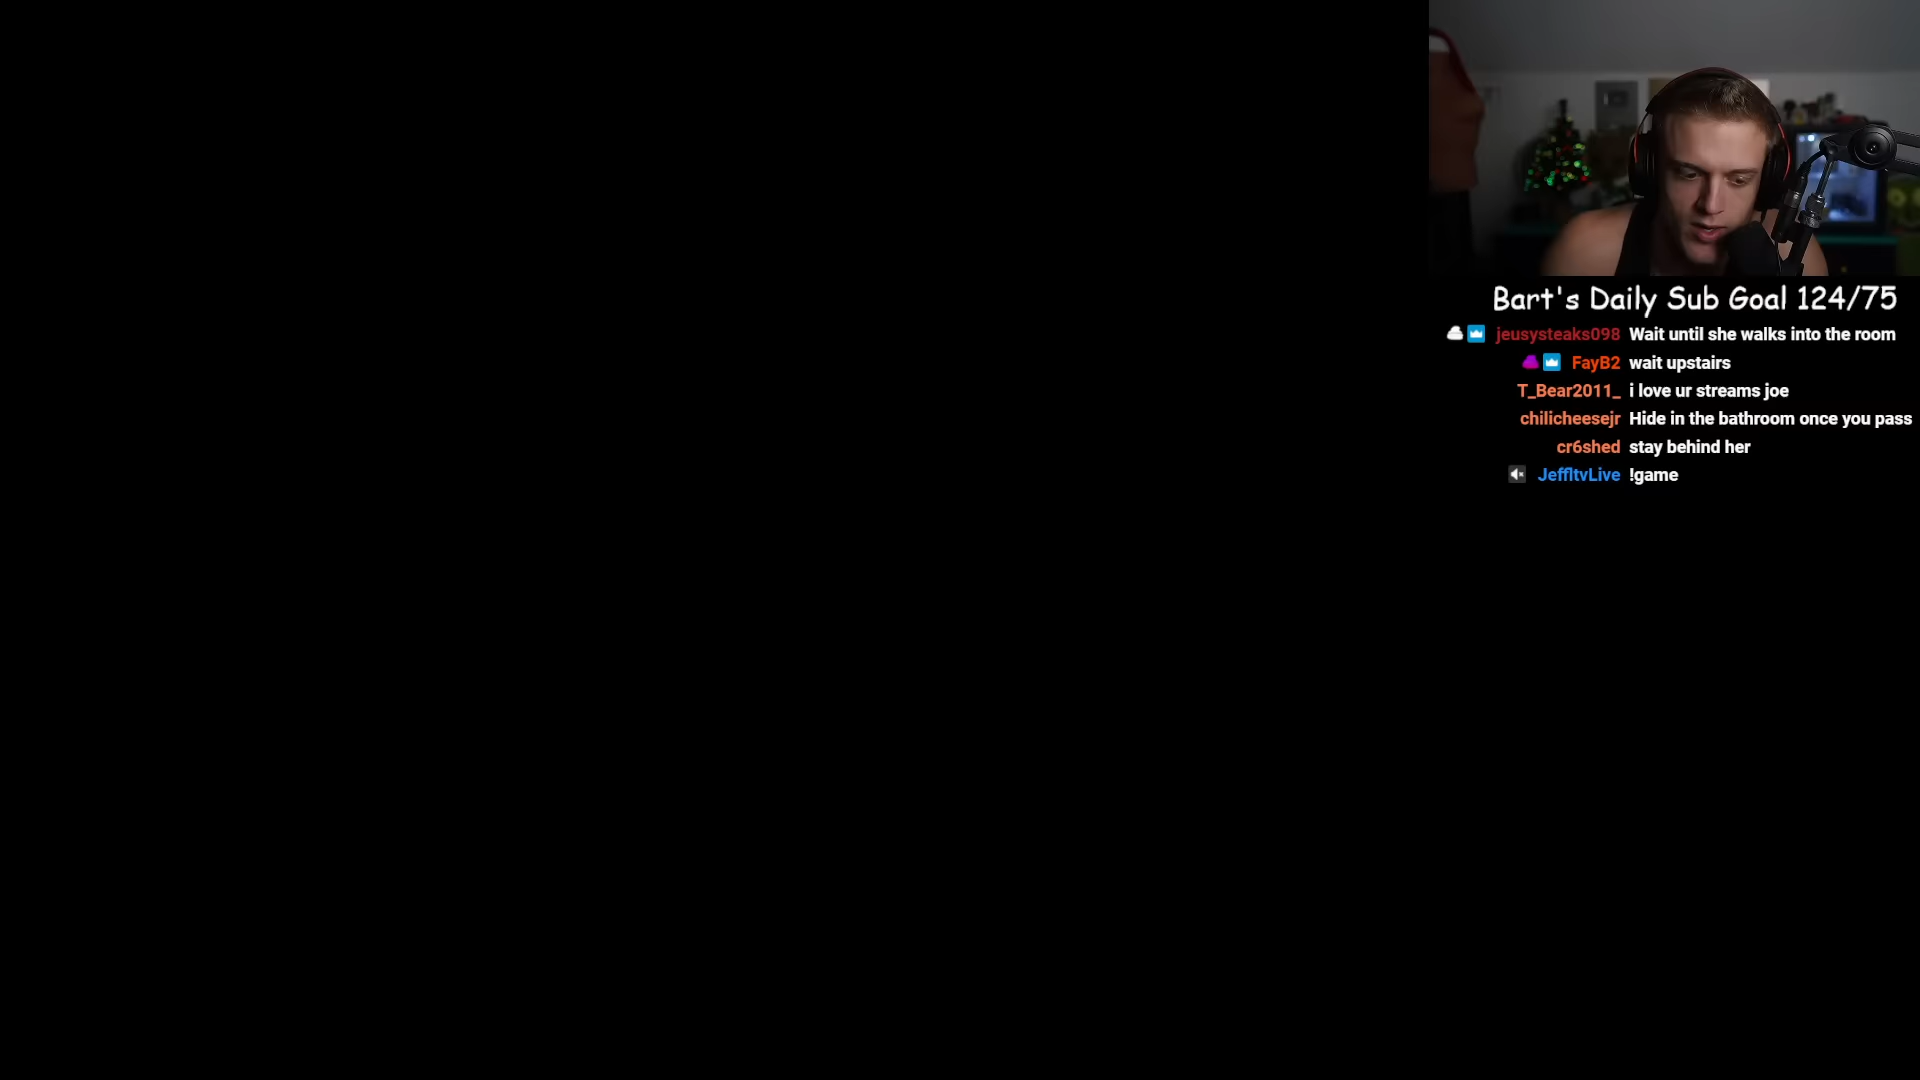 Bart's Daily Sub Goal 124/75
jeusysteaks098 Wait until she walks into the room
FayB2 wait upstairs
T_Bear2011_ i love ur streams joe
chilicheesejr Hide in the bathroom once you pass
cr6shed stay behind her
JeffltvLive !game